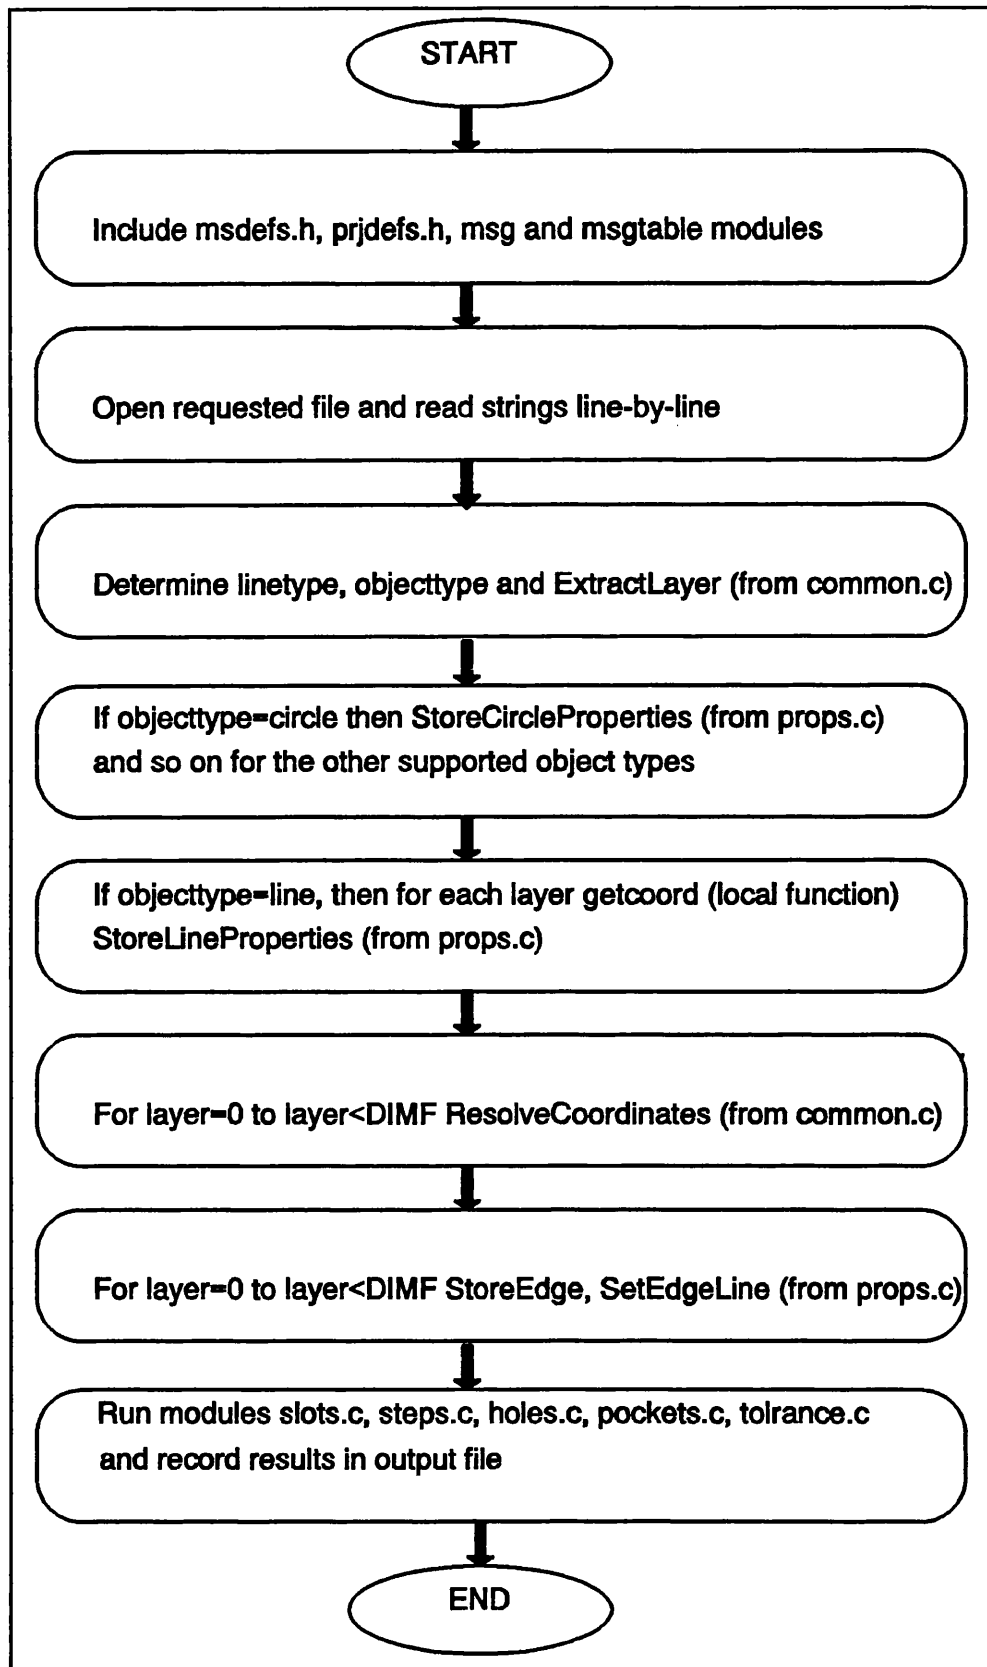 START
Include msdefs.h, prjdefs.h, msg and msgtable modules
Open requested file and read strings line-by-line
Determine linetype, objecttype and ExtractLayer (from common.c)
If objecttype=circle then StoreCircleProperties (from props.c)
and so on for the other supported object types
If objecttype=line, then for each layer getcoord (local function)
StoreLineProperties (from props.c)
For layer=0 to layer<DIMF ResolveCoordinates (from common.c)
For layer=0 to layer<DIMF StoreEdge, SetEdgeLine (from props.c)
Run modules slots.c, steps.c, holes.c, pockets.c, tolrance.c
and record results in output file
END